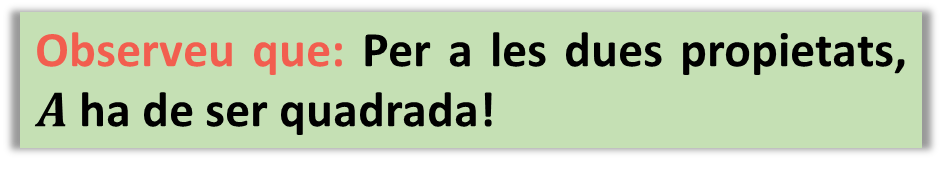 Observeu que: Per a les dues propietats,
A ha de ser quadrada!